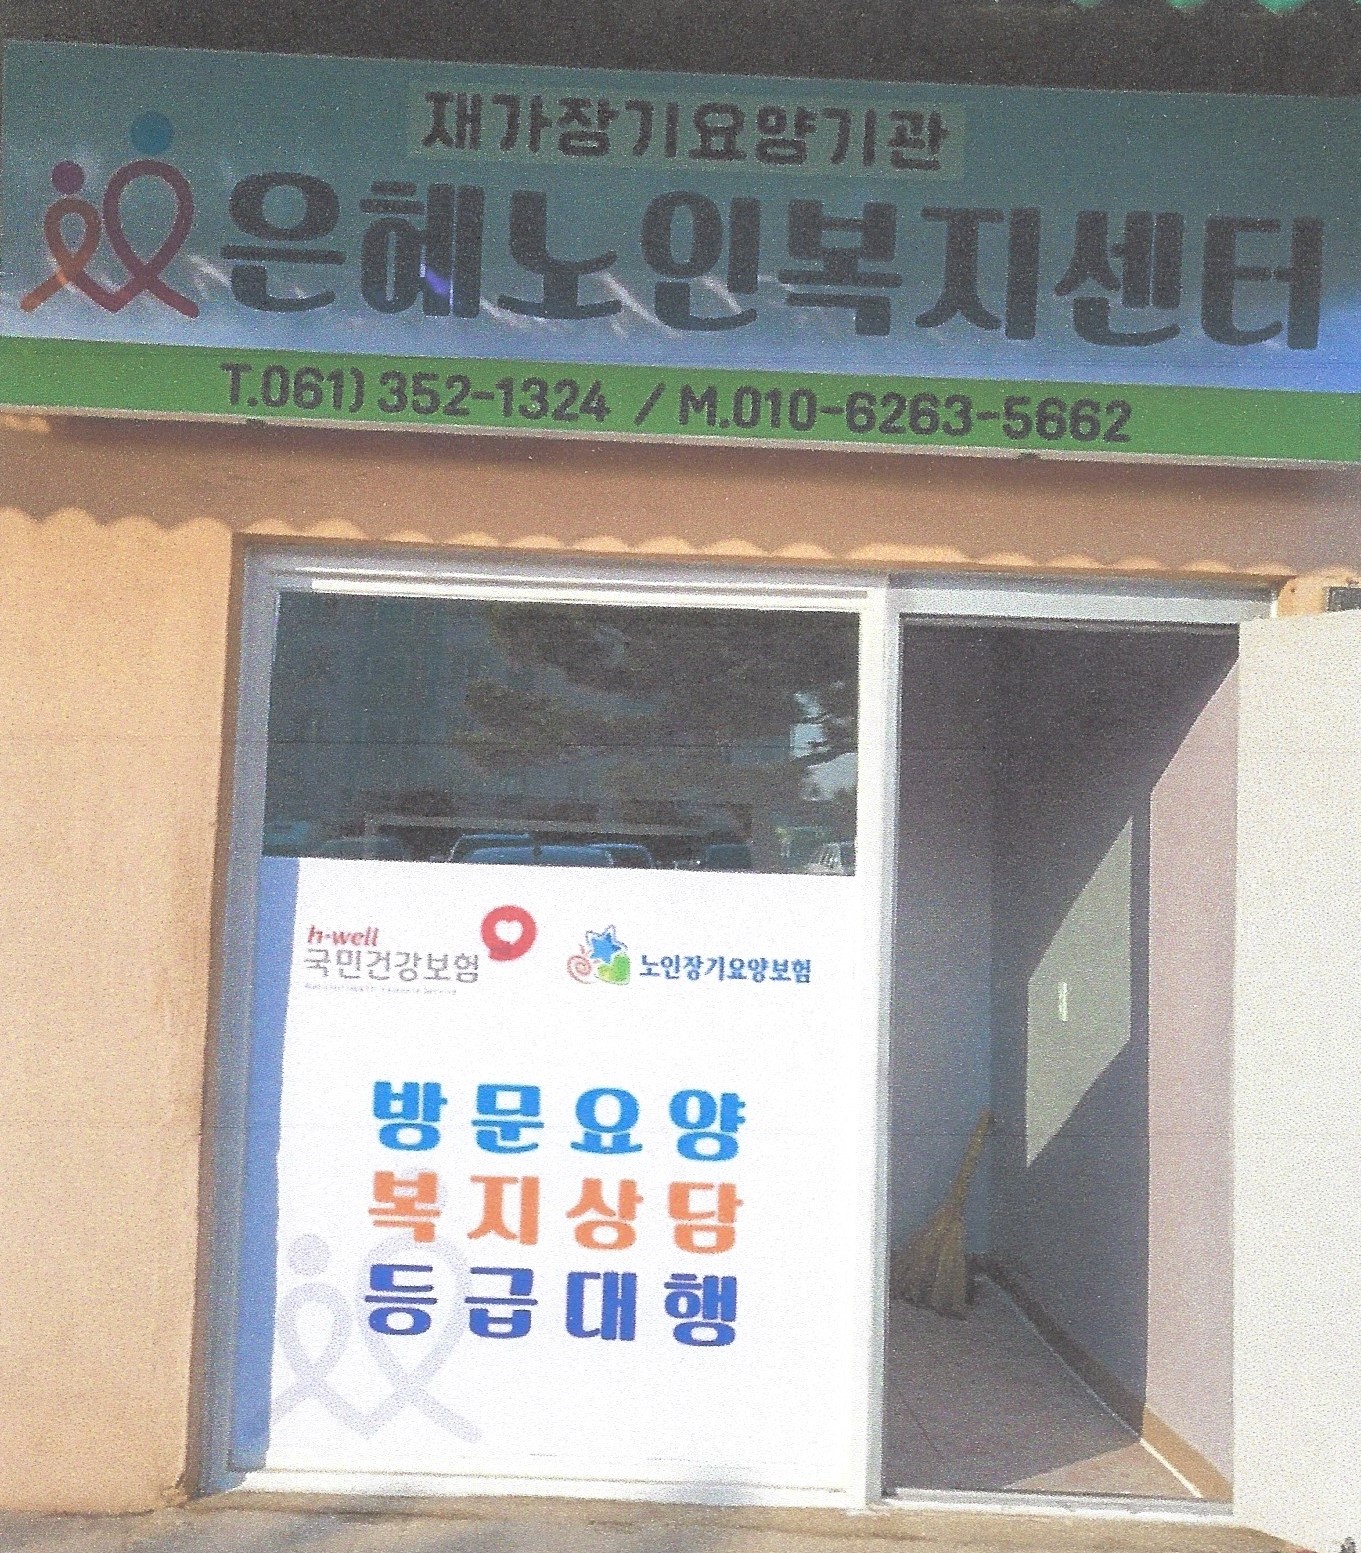 재가장기요양기관
은혜노인복지센터
T.061) 352-1324 / M.010-6263-5662
h-well
국민건강보험
노인장기요양보험
방문요양
복지상담
등급대행